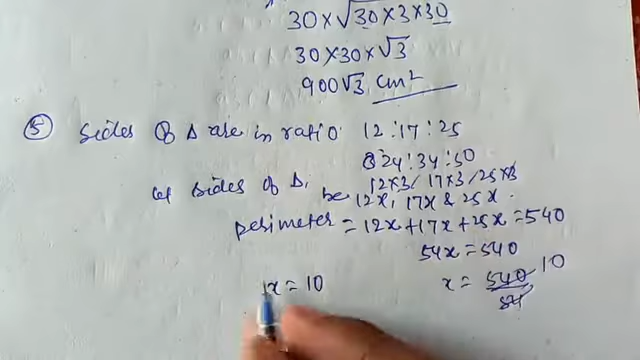 30×√30×3×30
30×30×√3
900√3 cm²
⑤ Sides of Δ are in ratio 12:17:25
24:34:50
12×3/17×3/25×3
let sides of Δ, be 12x, 17x & 25x.
perimeter = 12x+17x+25x = 540
54x = 540
x = 540/54 10
x = 10